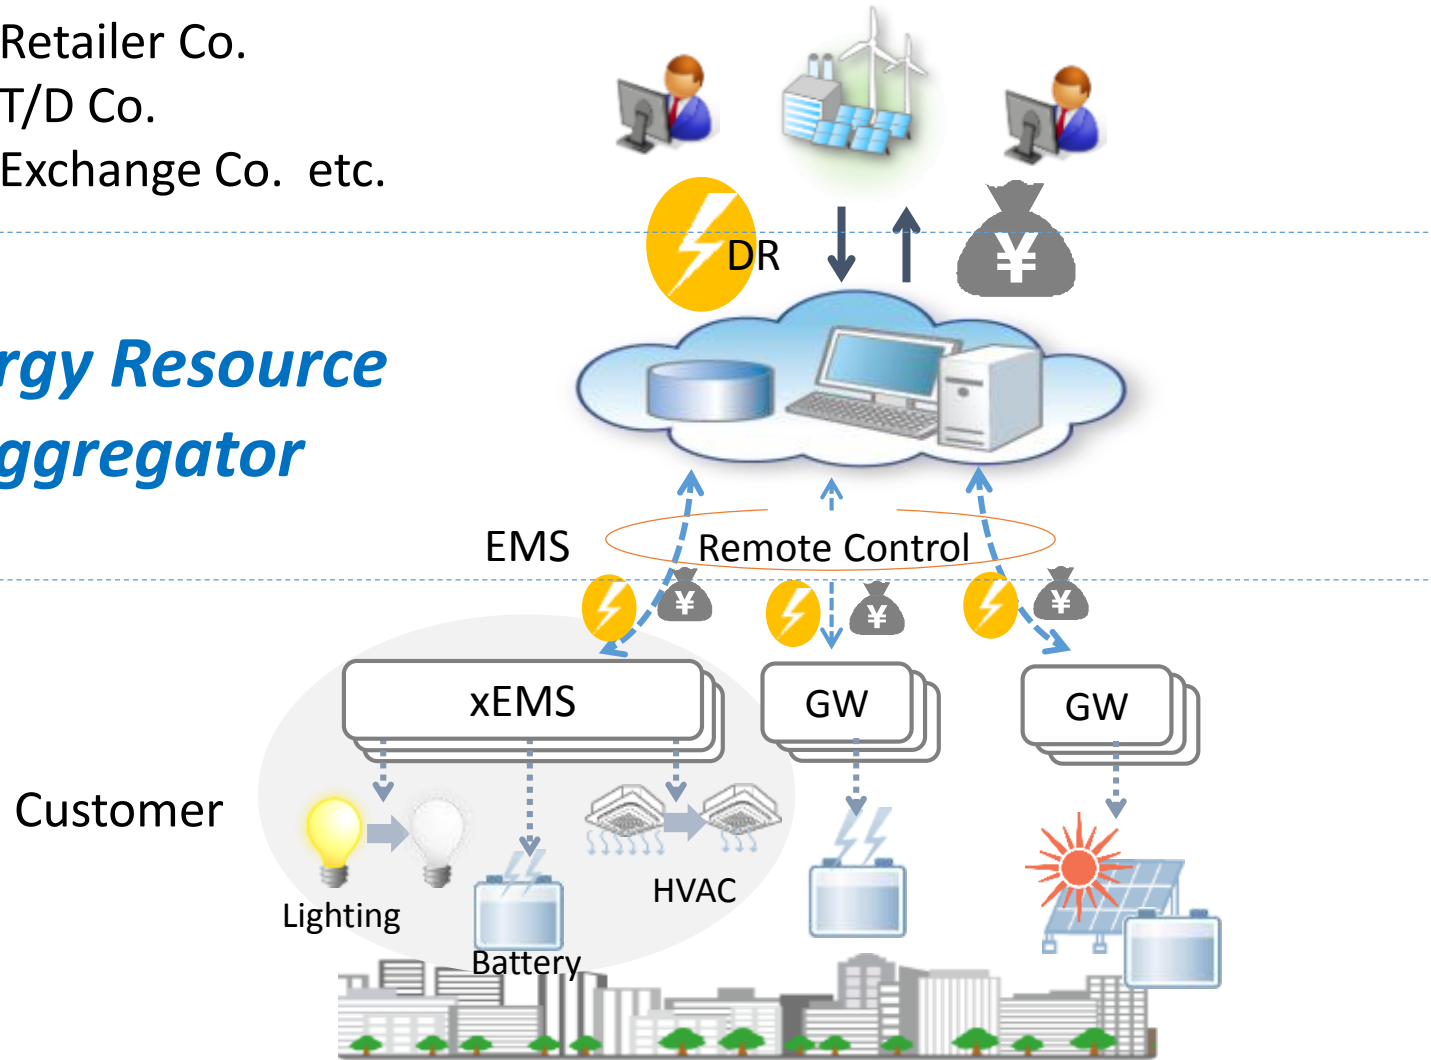 Retailer Co.
T/D Co.
Exchange Co. etc.
DR
¥
rgy Resource
ggregator
EMS
Remote Control
¥
¥
¥
xEMS
GW
GW
Customer
Lighting
Battery
HVAC